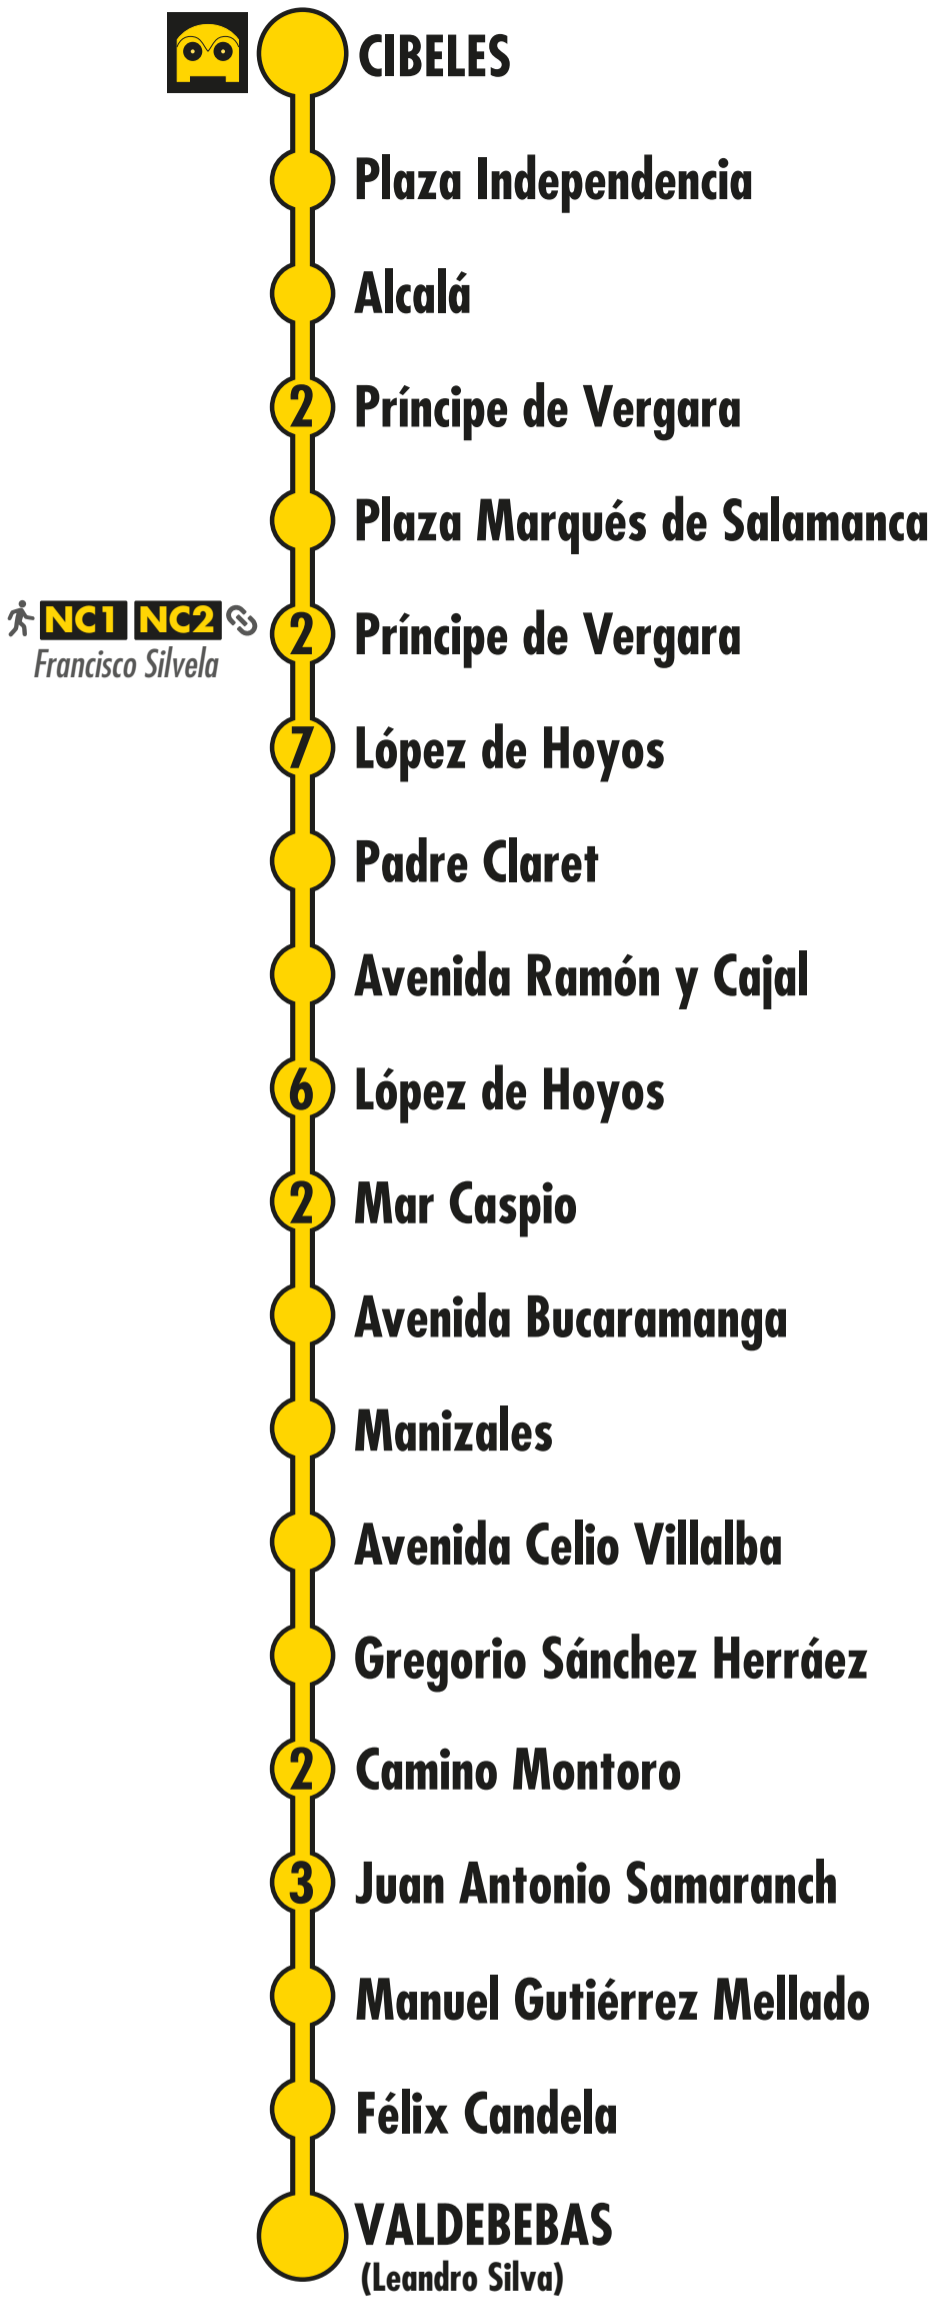 CIBELES
Plaza Independencia
Alcalá
2 Príncipe de Vergara
Plaza Marqués de Salamanca
NC1 NC2 2 Príncipe de Vergara
Francisco Silvela
7 López de Hoyos
Padre Claret
Avenida Ramón y Cajal
6 López de Hoyos
2 Mar Caspio
Avenida Bucaramanga
Manizales
Avenida Celio Villalba
Gregorio Sánchez Herráez
2 Camino Montoro
3 Juan Antonio Samaranch
Manuel Gutiérrez Mellado
Félix Candela
VALDEBEBAS
(Leandro Silva)